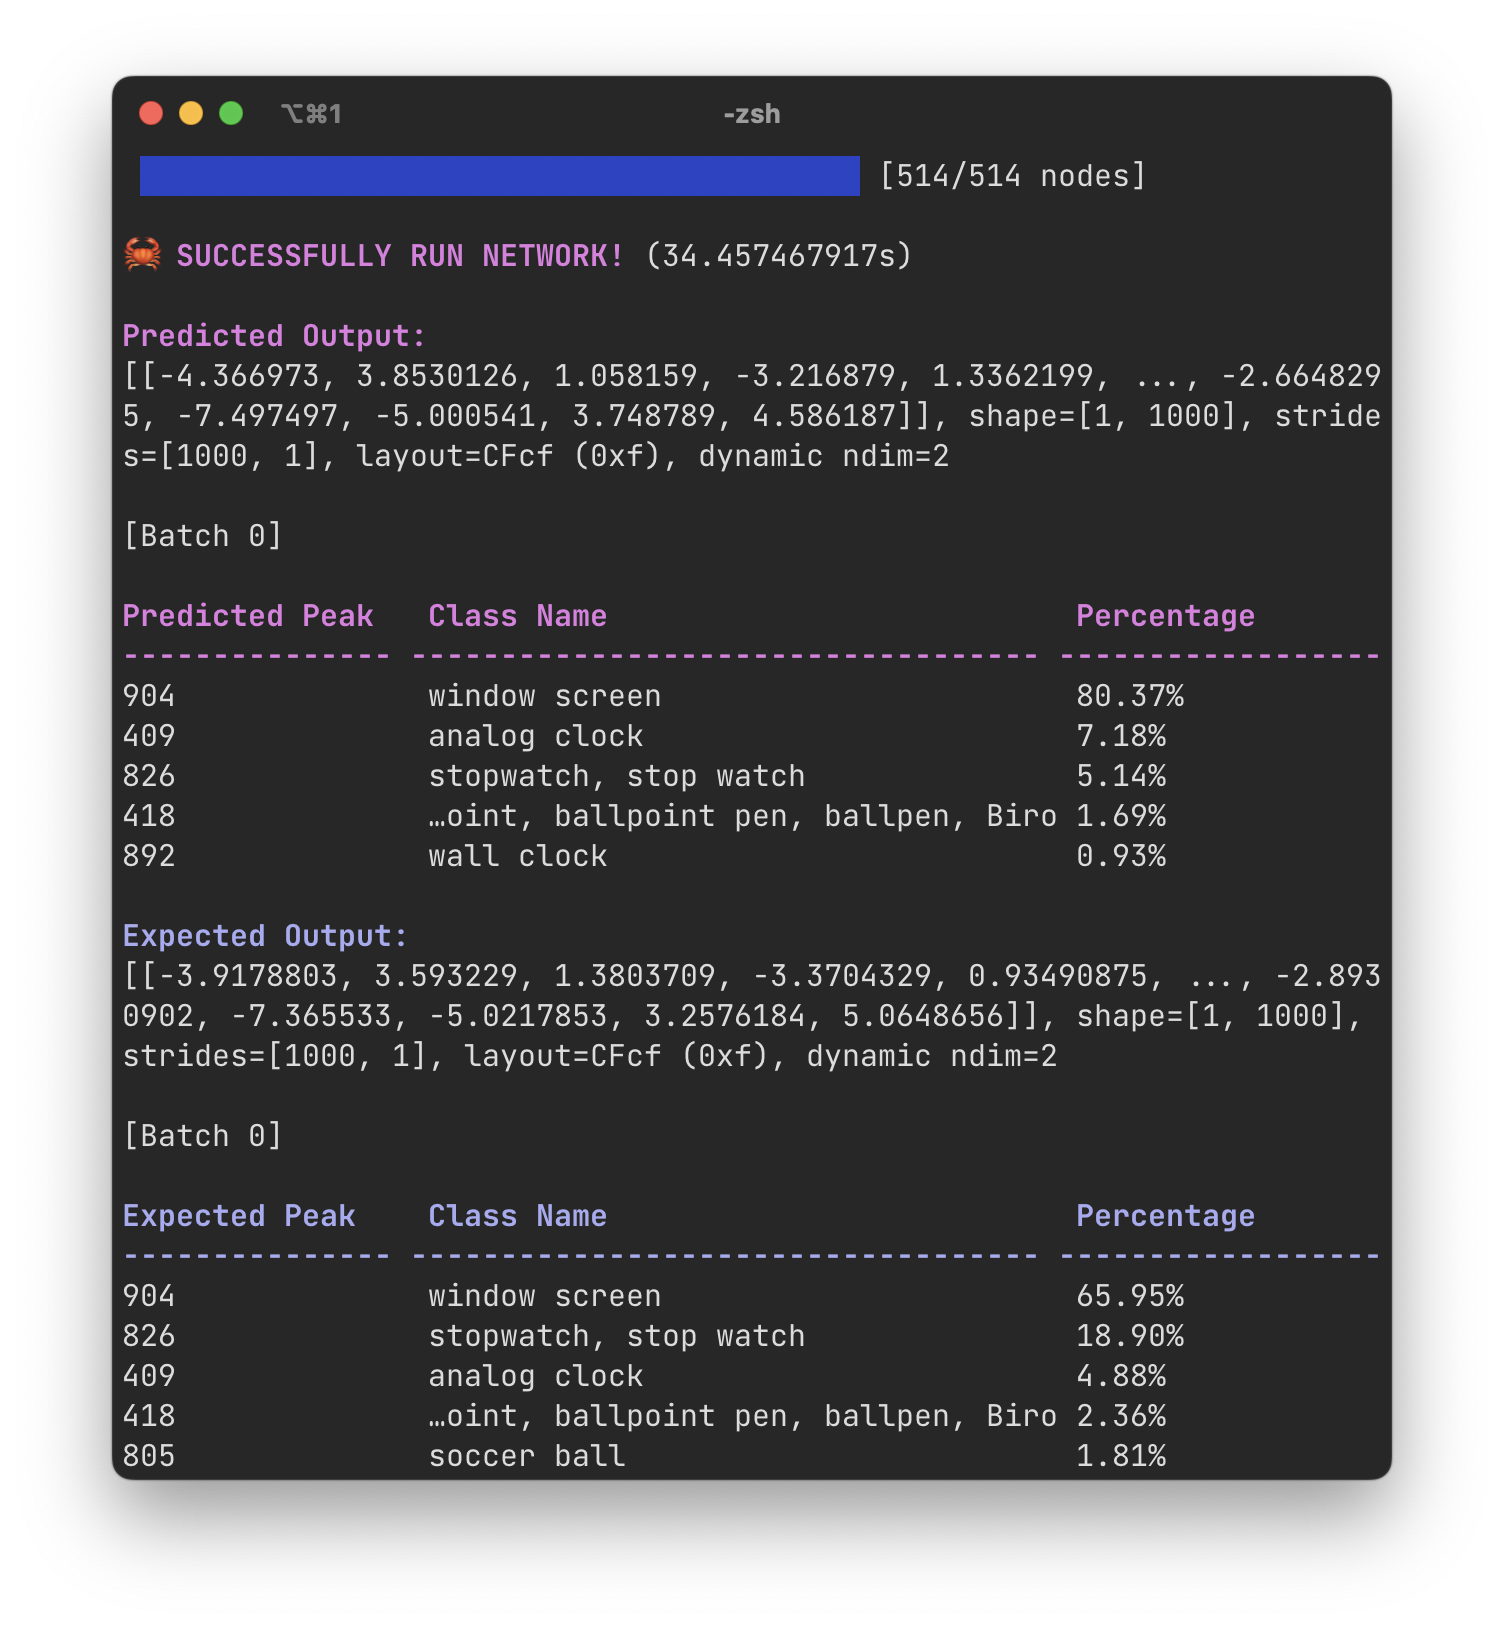 ⌥⌘1 -zsh
[514/514 nodes]
🦀 SUCCESSFULLY RUN NETWORK! (34.457467917s)
Predicted Output:
[[-4.366973, 3.8530126, 1.058159, -3.216879, 1.3362199, ..., -2.664829
5, -7.497497, -5.000541, 3.748789, 4.586187]], shape=[1, 1000], stride
s=[1000, 1], layout=CFcf (0xf), dynamic ndim=2
[Batch 0]
Predicted Peak   Class Name                          Percentage
--------------- ----------------------------------- ------------------
904              window screen                       80.37%
409              analog clock                        7.18%
826              stopwatch, stop watch               5.14%
418              …oint, ballpoint pen, ballpen, Biro 1.69%
892              wall clock                          0.93%
Expected Output:
[[-3.9178803, 3.593229, 1.3803709, -3.3704329, 0.93490875, ..., -2.893
0902, -7.365533, -5.0217853, 3.2576184, 5.0648656]], shape=[1, 1000],
strides=[1000, 1], layout=CFcf (0xf), dynamic ndim=2
[Batch 0]
Expected Peak    Class Name                          Percentage
--------------- ----------------------------------- ------------------
904              window screen                       65.95%
826              stopwatch, stop watch               18.90%
409              analog clock                        4.88%
418              …oint, ballpoint pen, ballpen, Biro 2.36%
805              soccer ball                         1.81%